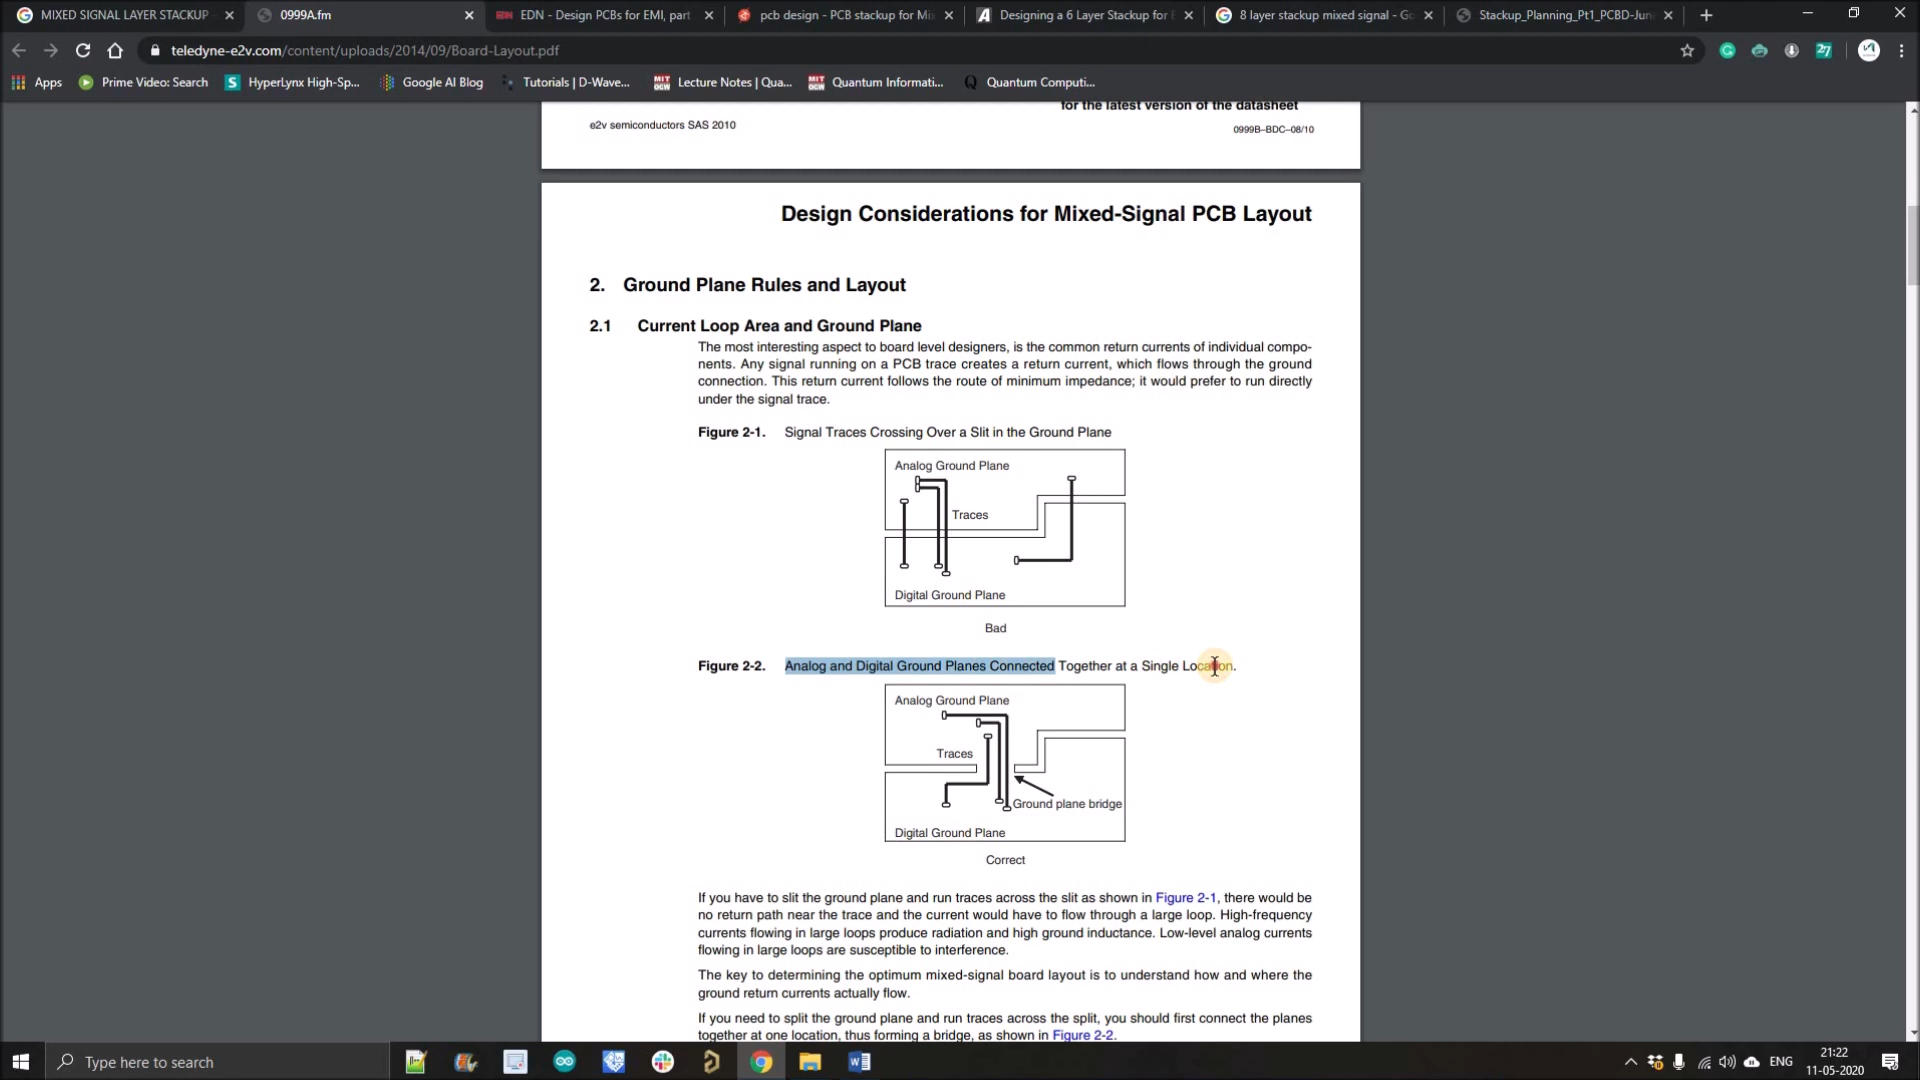 MIXED SIGNAL LAYER STACKUP
0999A.fm
EDN - Design PCBs for EMI, part
pcb design - PCB stackup for Mi
Designing a 6 Layer Stackup for
8 layer stackup mixed signal - Go
Stackup_Planning_Pt1_PCBD-Jun
teledyne-e2v.com/content/uploads/2014/09/Board-Layout.pdf
27
Apps
Prime Video: Search
HyperLynx High-Sp...
Google AI Blog
Tutorials | D-Wave...
Lecture Notes | Qua...
Quantum Informati...
Quantum Computi...
for the latest version of the datasheet
e2v semiconductors SAS 2010
0999B–BDC–08/10
Design Considerations for Mixed-Signal PCB Layout
2. Ground Plane Rules and Layout
2.1 Current Loop Area and Ground Plane
The most interesting aspect to board level designers, is the common return currents of individual compo-
nents. Any signal running on a PCB trace creates a return current, which flows through the ground
connection. This return current follows the route of minimum impedance; it would prefer to run directly
under the signal trace.
Figure 2-1. Signal Traces Crossing Over a Slit in the Ground Plane
Analog Ground Plane
Traces
Digital Ground Plane
Bad
Figure 2-2. Analog and Digital Ground Planes Connected Together at a Single Location.
Analog Ground Plane
Traces
Ground plane bridge
Digital Ground Plane
Correct
If you have to slit the ground plane and run traces across the slit as shown in Figure 2-1, there would be
no return path near the trace and the current would have to flow through a large loop. High-frequency
currents flowing in large loops produce radiation and high ground inductance. Low-level analog currents
flowing in large loops are susceptible to interference.
The key to determining the optimum mixed-signal board layout is to understand how and where the
ground return currents actually flow.
If you need to split the ground plane and run traces across the split, you should first connect the planes
together at one location, thus forming a bridge, as shown in Figure 2-2.
Type here to search
ENG
21:22
11-05-2020